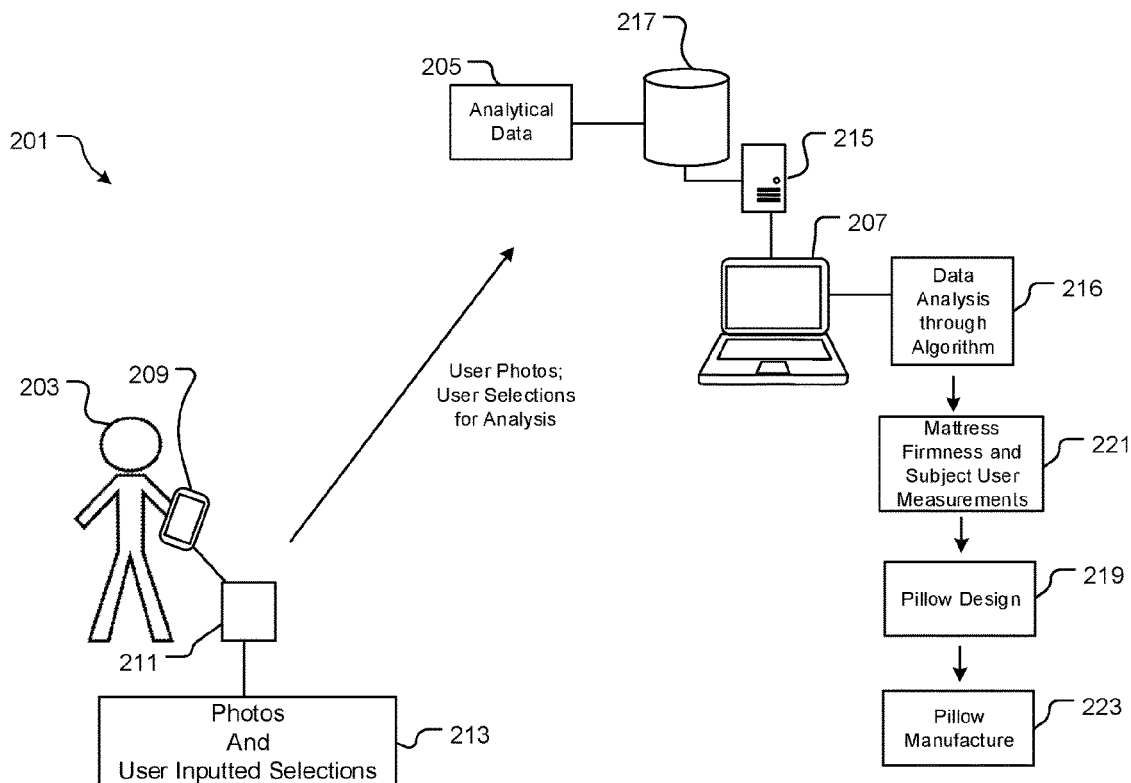 217
205
Analytical
Data
201
215
207
Data
Analysis
through
Algorithm
216
User Photos;
User Selections
for Analysis
203
209
Mattress
Firmness and
Subject User
Measurements
221
Pillow Design
219
211
Photos
And
User Inputted Selections
213
Pillow
Manufacture
223